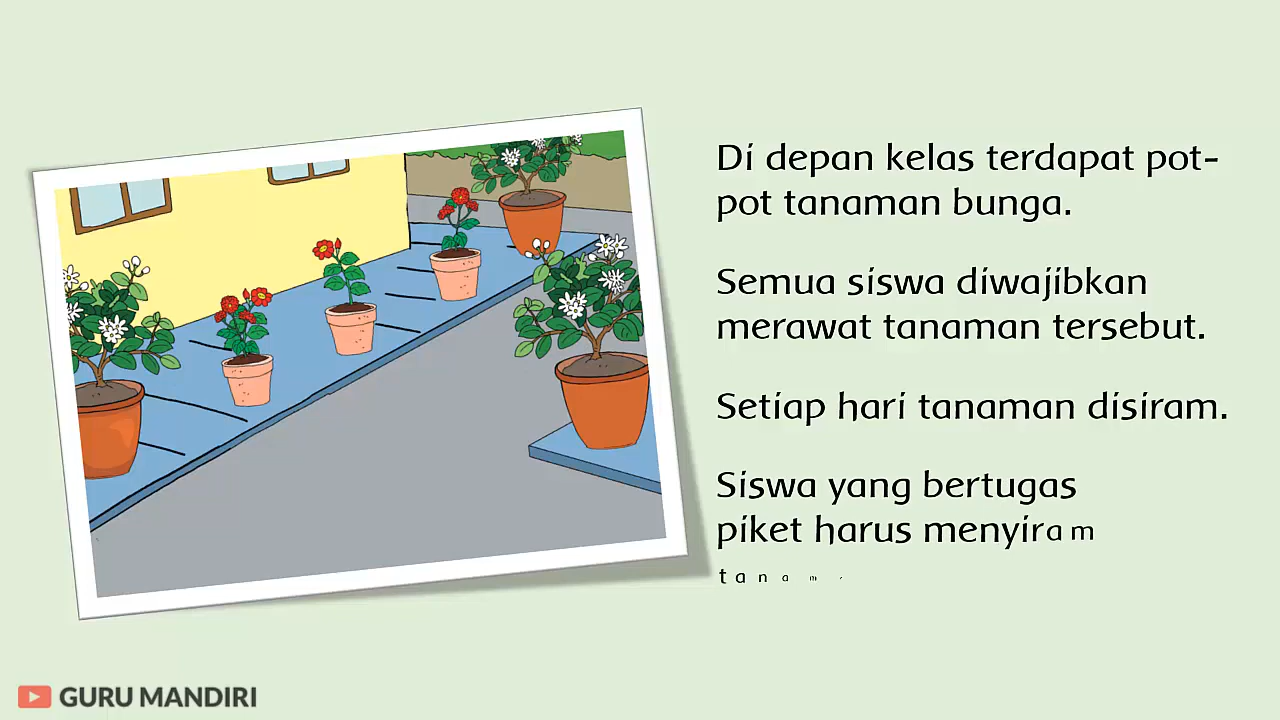 Di depan kelas terdapat pot-
pot tanaman bunga.
Semua siswa diwajibkan
merawat tanaman tersebut.
Setiap hari tanaman disiram.
Siswa yang bertugas
piket harus menyiram
GURU MANDIRI